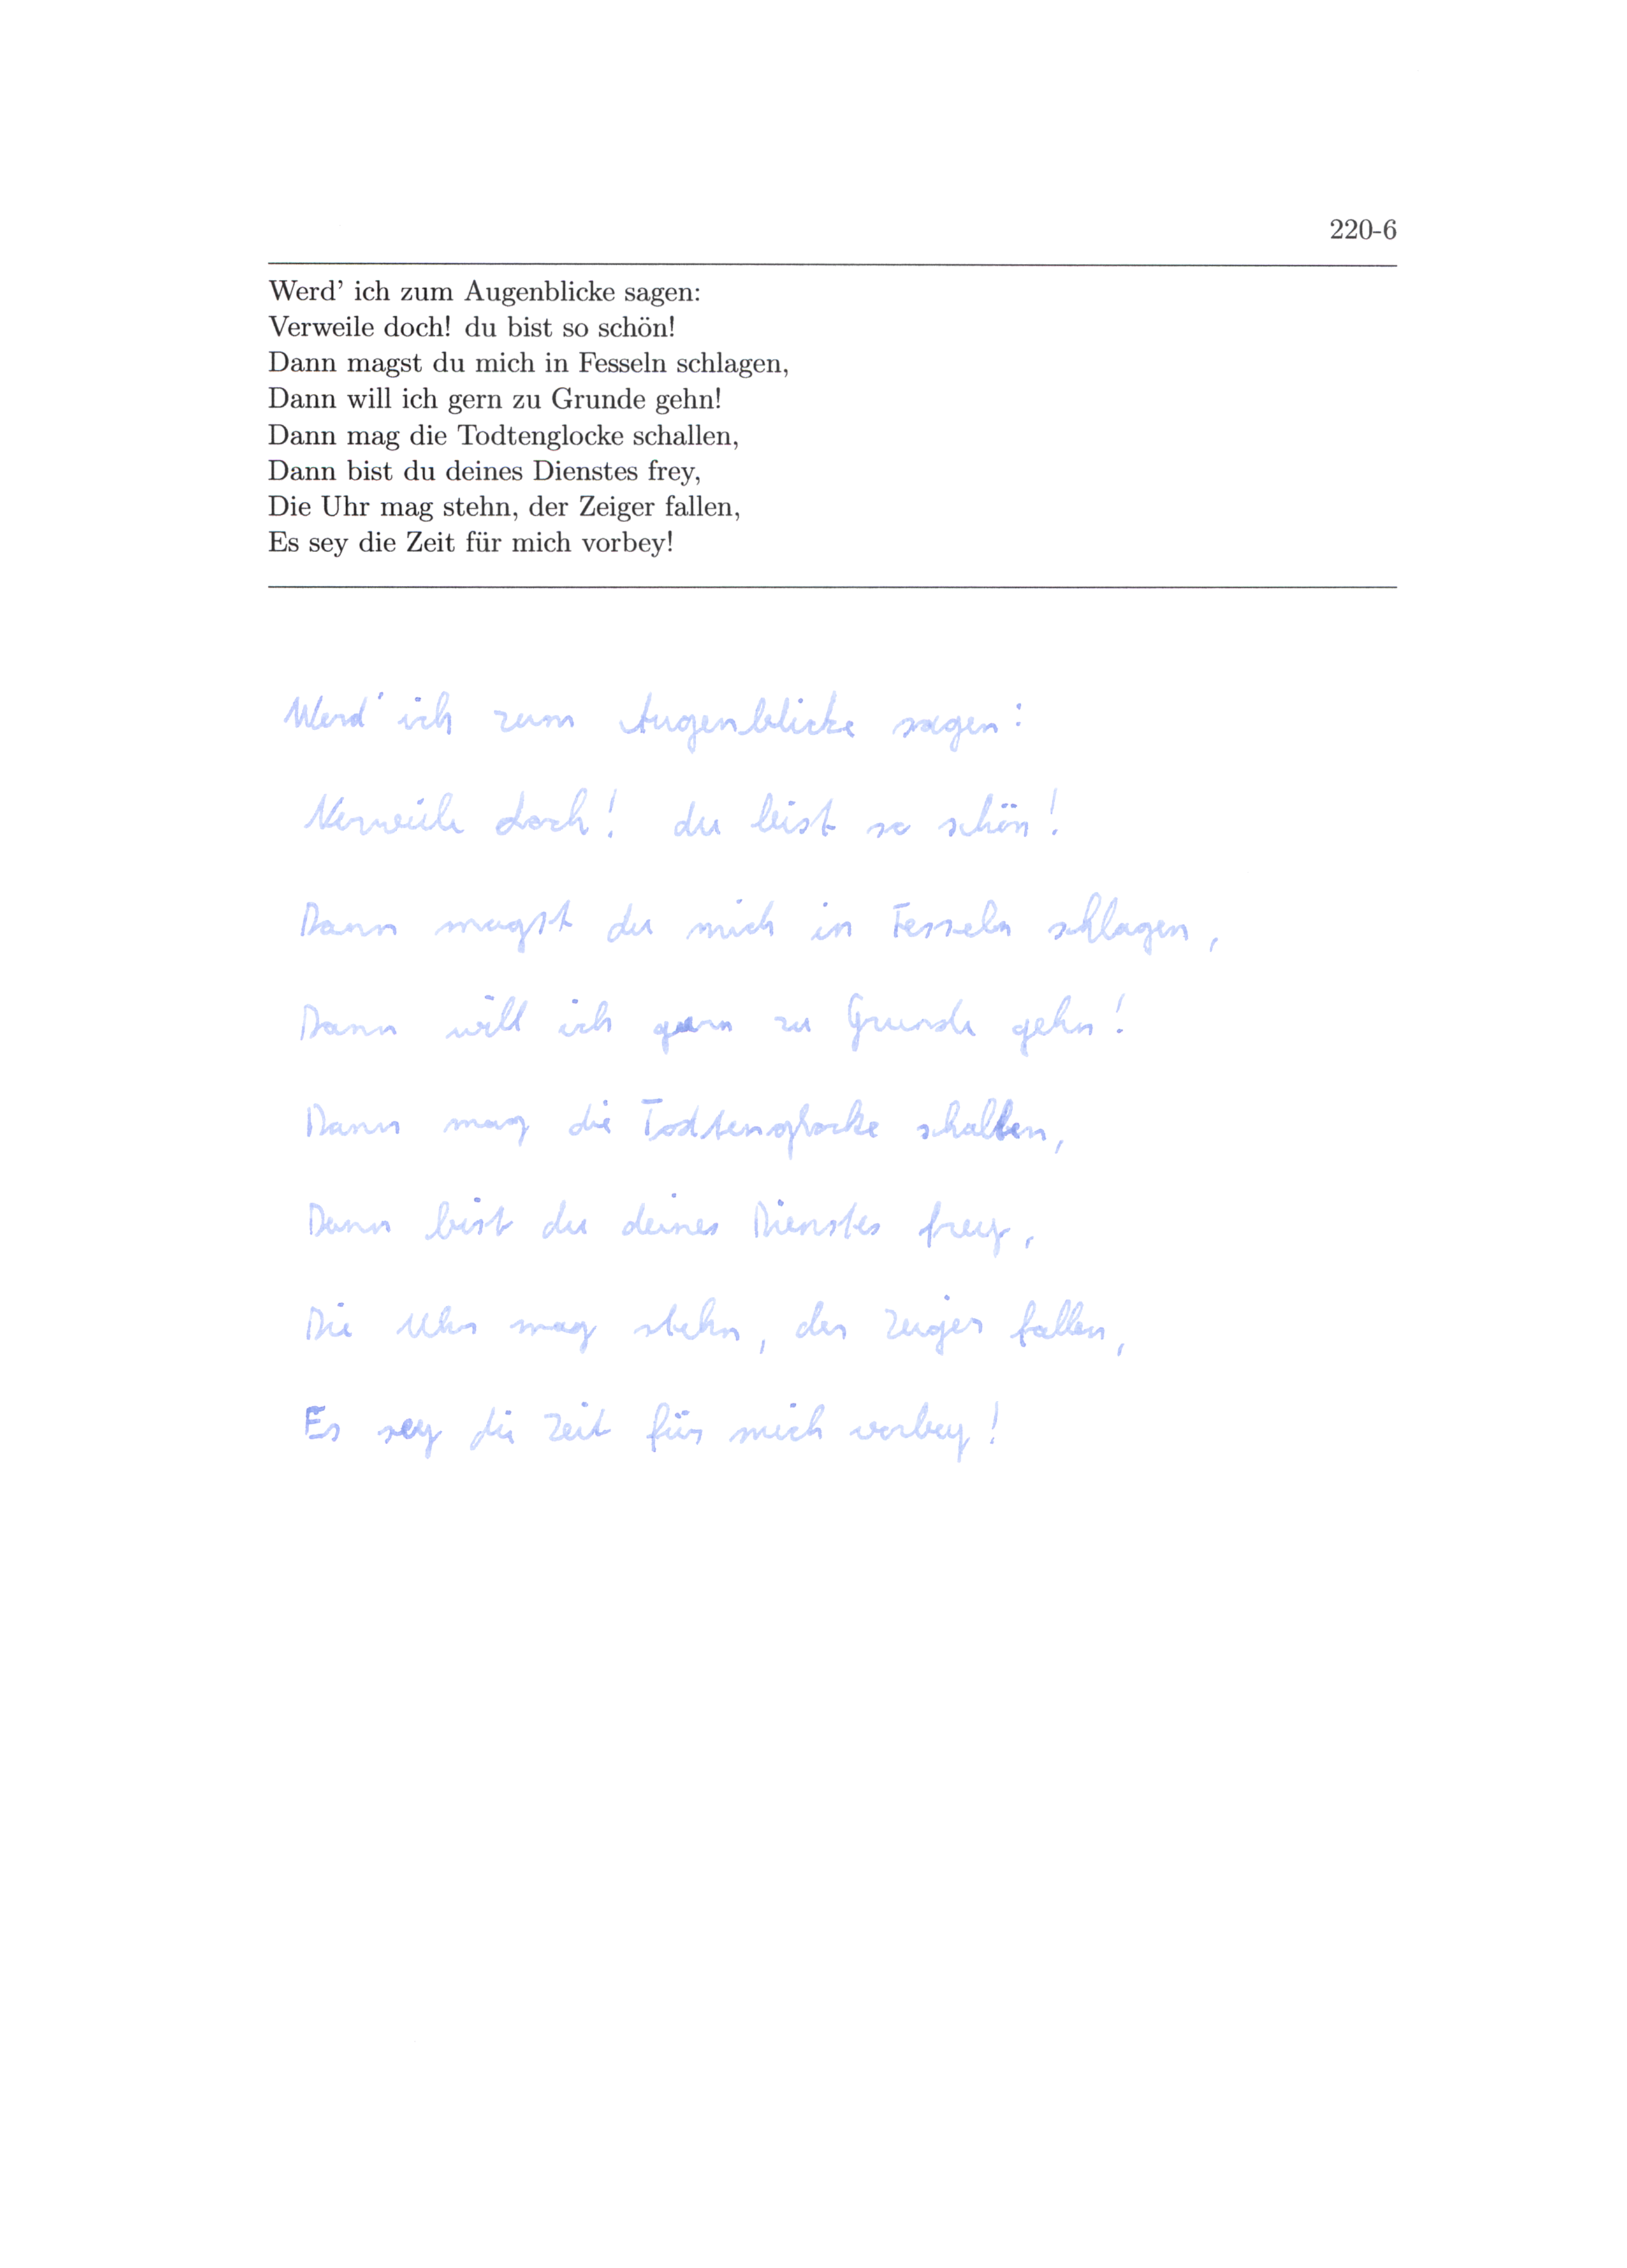 220-6
Werd' ich zum Augenblicke sagen:
Verweile doch! du bist so schön!
Dann magst du mich in Fesseln schlagen,
Dann will ich gern zu Grunde gehn!
Dann mag die Todtenglocke schallen,
Dann bist du deines Dienstes frey,
Die Uhr mag stehn, der Zeiger fallen,
Es sey die Zeit für mich vorbey!
Werd' ich zum Augenblicke sagen:
Verweile doch! du bist so schön!
Dann magst du mich in Fesseln schlagen,
Dann will ich gern zu Grunde gehn!
Dann mag die Todtenglocke schallen,
Dann bist du deines Dienstes frey,
Die Uhr mag stehn, der Zeiger fallen,
Es sey die Zeit für mich vorbey!